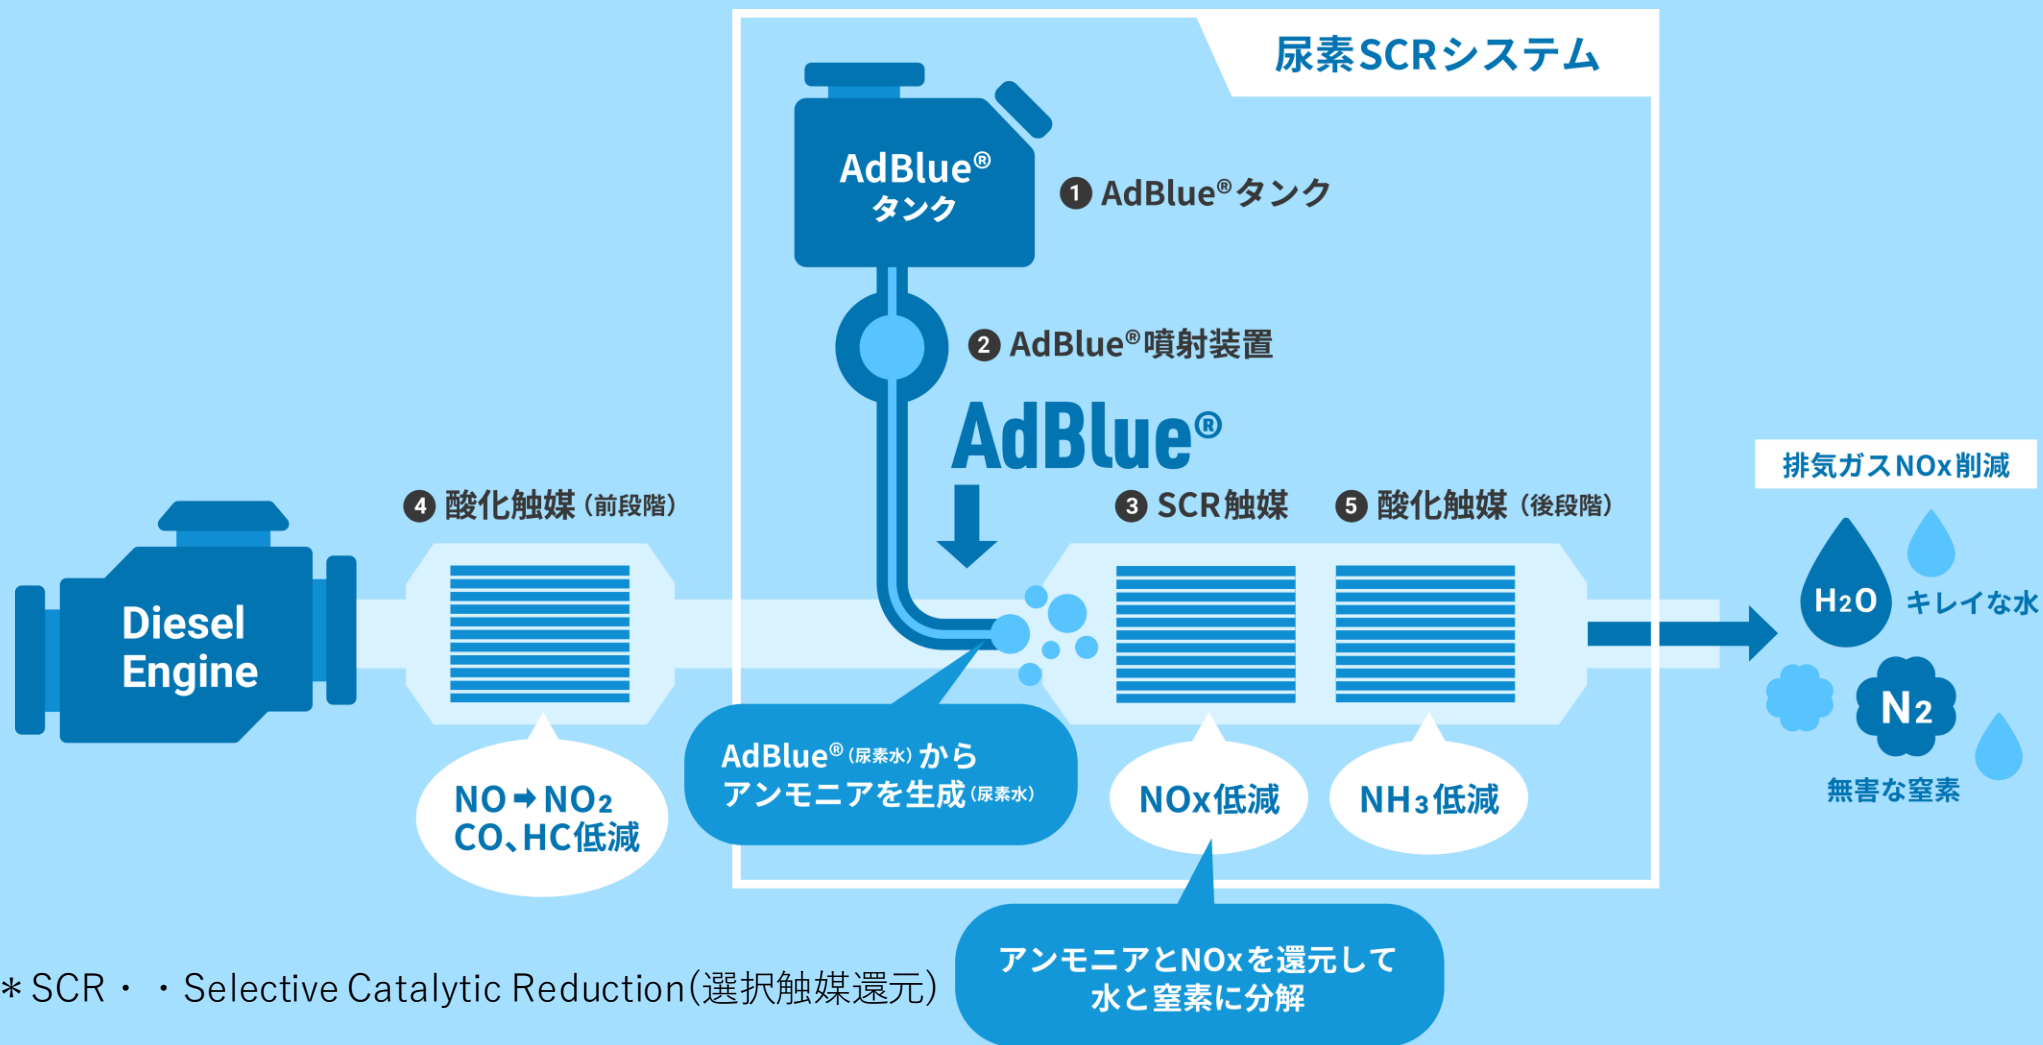 尿素SCRシステム
AdBlue®
タンク
❶ AdBlue®タンク
❷ AdBlue®噴射装置
AdBlue®
❹ 酸化触媒（前段階）
❸ SCR触媒
❺ 酸化触媒（後段階）
Diesel
Engine
NO➡NO₂
CO、HC低減
AdBlue®（尿素水）から
アンモニアを生成（尿素水）
NOx低減
NH₃低減
アンモニアとNOxを還元して
水と窒素に分解
排気ガスNOx削減
H₂O
キレイな水
N₂
無害な窒素
＊SCR・・Selective Catalytic Reduction(選択触媒還元)